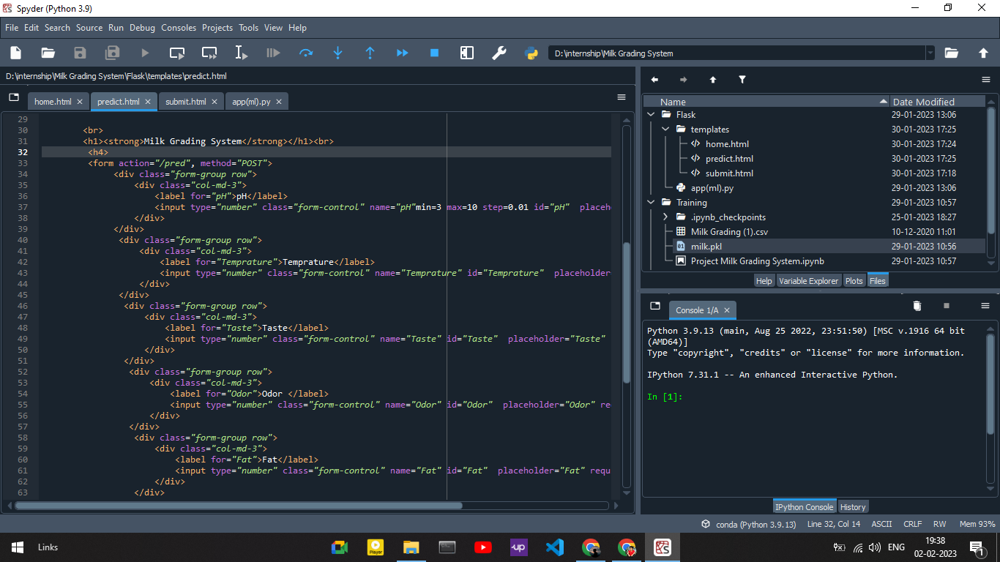 Spyder (Python 3.9)
File Edit Search Source Run Debug Consoles Projects Tools View Help
D:\internship\Milk Grading System
D:\internship\Milk Grading System\Flask\templates\predict.html
home.html predict.html submit.html app(ml).py
29
30 <br>
31 <h1><strong>Milk Grading System</strong></h1><br>
32 <h4>
33 <form action="/pred", method="POST">
34 <div class="form-group row">
35 <div class="col-md-3">
36 <label for="pH">pH</label>
37 <input type="number" class="form-control" name="pH"min=3 max=10 step=0.01 id="pH"  placeh
38 </div>
39 </div>
40 <div class="form-group row">
41 <div class="col-md-3">
42 <label for="Temprature">Temprature</label>
43 <input type="number" class="form-control" name="Temprature" id="Temprature"  placeholder=
44 </div>
45 </div>
46 <div class="form-group row">
47 <div class="col-md-3">
48 <label for="Taste">Taste</label>
49 <input type="number" class="form-control" name="Taste" id="Taste"  placeholder="Taste"
50 </div>
51 </div>
52 <div class="form-group row">
53 <div class="col-md-3">
54 <label for="Odor">Odor </label>
55 <input type="number" class="form-control" name="Odor" id="Odor"  placeholder="Odor" re
56 </div>
57 </div>
58 <div class="form-group row">
59 <div class="col-md-3">
60 <label for="Fat">Fat</label>
61 <input type="number" class="form-control" name="Fat" id="Fat"  placeholder="Fat" requ
62 </div>
63 </div>
Name Date Modified
Flask 29-01-2023 13:06
templates 30-01-2023 17:25
home.html 30-01-2023 17:24
predict.html 30-01-2023 17:25
submit.html 30-01-2023 17:18
app(ml).py 29-01-2023 13:06
Training 29-01-2023 10:57
.ipynb_checkpoints 25-01-2023 18:27
Milk Grading (1).csv 10-12-2020 11:01
milk.pkl 29-01-2023 10:56
Project Milk Grading System.ipynb 29-01-2023 10:57
Help Variable Explorer Plots Files
Console 1/A
Python 3.9.13 (main, Aug 25 2022, 23:51:50) [MSC v.1916 64 bit
(AMD64)]
Type "copyright", "credits" or "license" for more information.
IPython 7.31.1 -- An enhanced Interactive Python.
In [1]:
IPython Console History
conda (Python 3.9.13) Line 32, Col 14 ASCII CRLF RW Mem 93%
Links
Player
up
ENG
19:38
02-02-2023
1